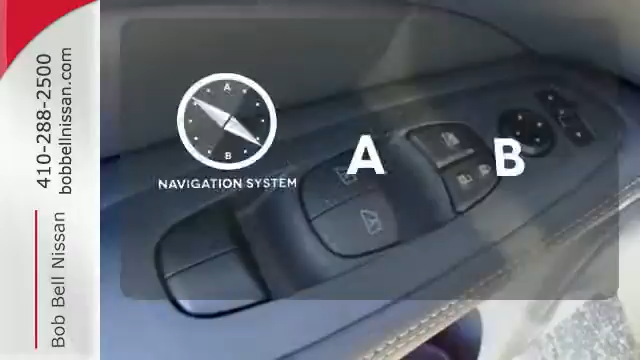 410-288-2500
bobbellnissan.com
Bob Bell Nissan
A
B
NAVIGATION SYSTEM
A
B